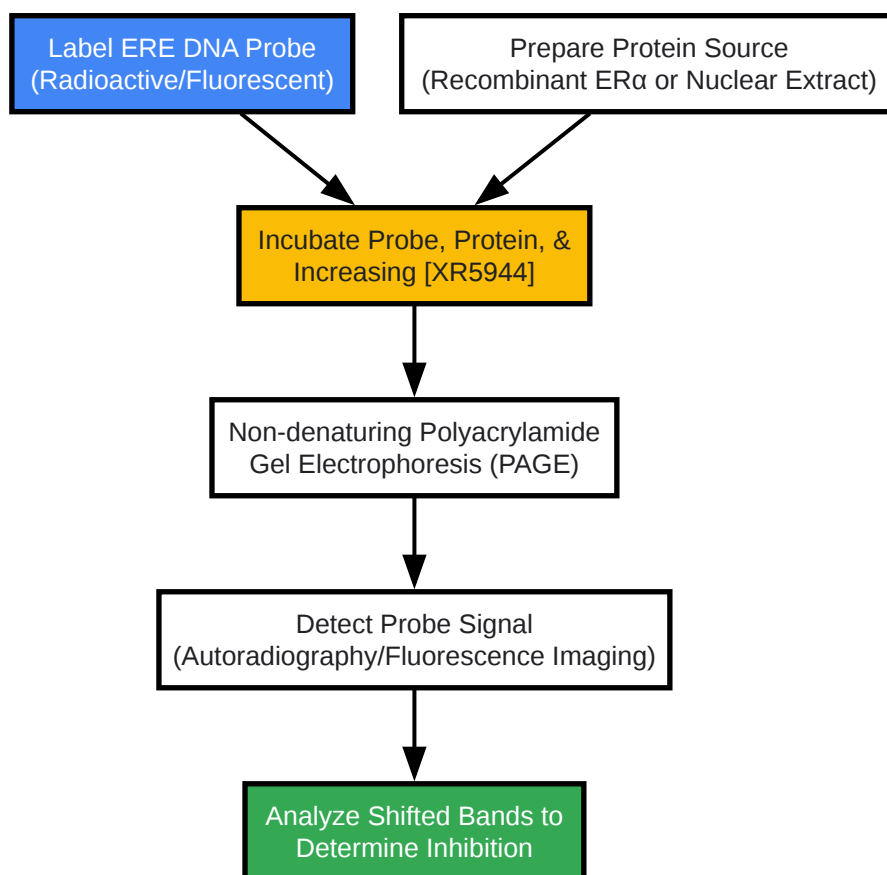 Label ERE DNA Probe
(Radioactive/Fluorescent)
Prepare Protein Source
(Recombinant ERα or Nuclear Extract)
Incubate Probe, Protein, &
Increasing [XR5944]
Non-denaturing Polyacrylamide
Gel Electrophoresis (PAGE)
Detect Probe Signal
(Autoradiography/Fluorescence Imaging)
Analyze Shifted Bands to
Determine Inhibition